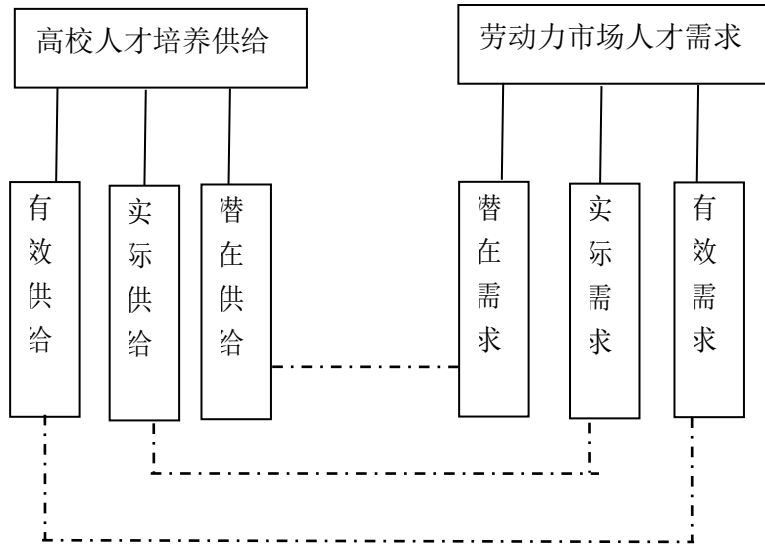 高校人才培养供给
劳动力市场人才需求
有效供给
实际供给
潜在供给
潜在需求
实际需求
有效需求